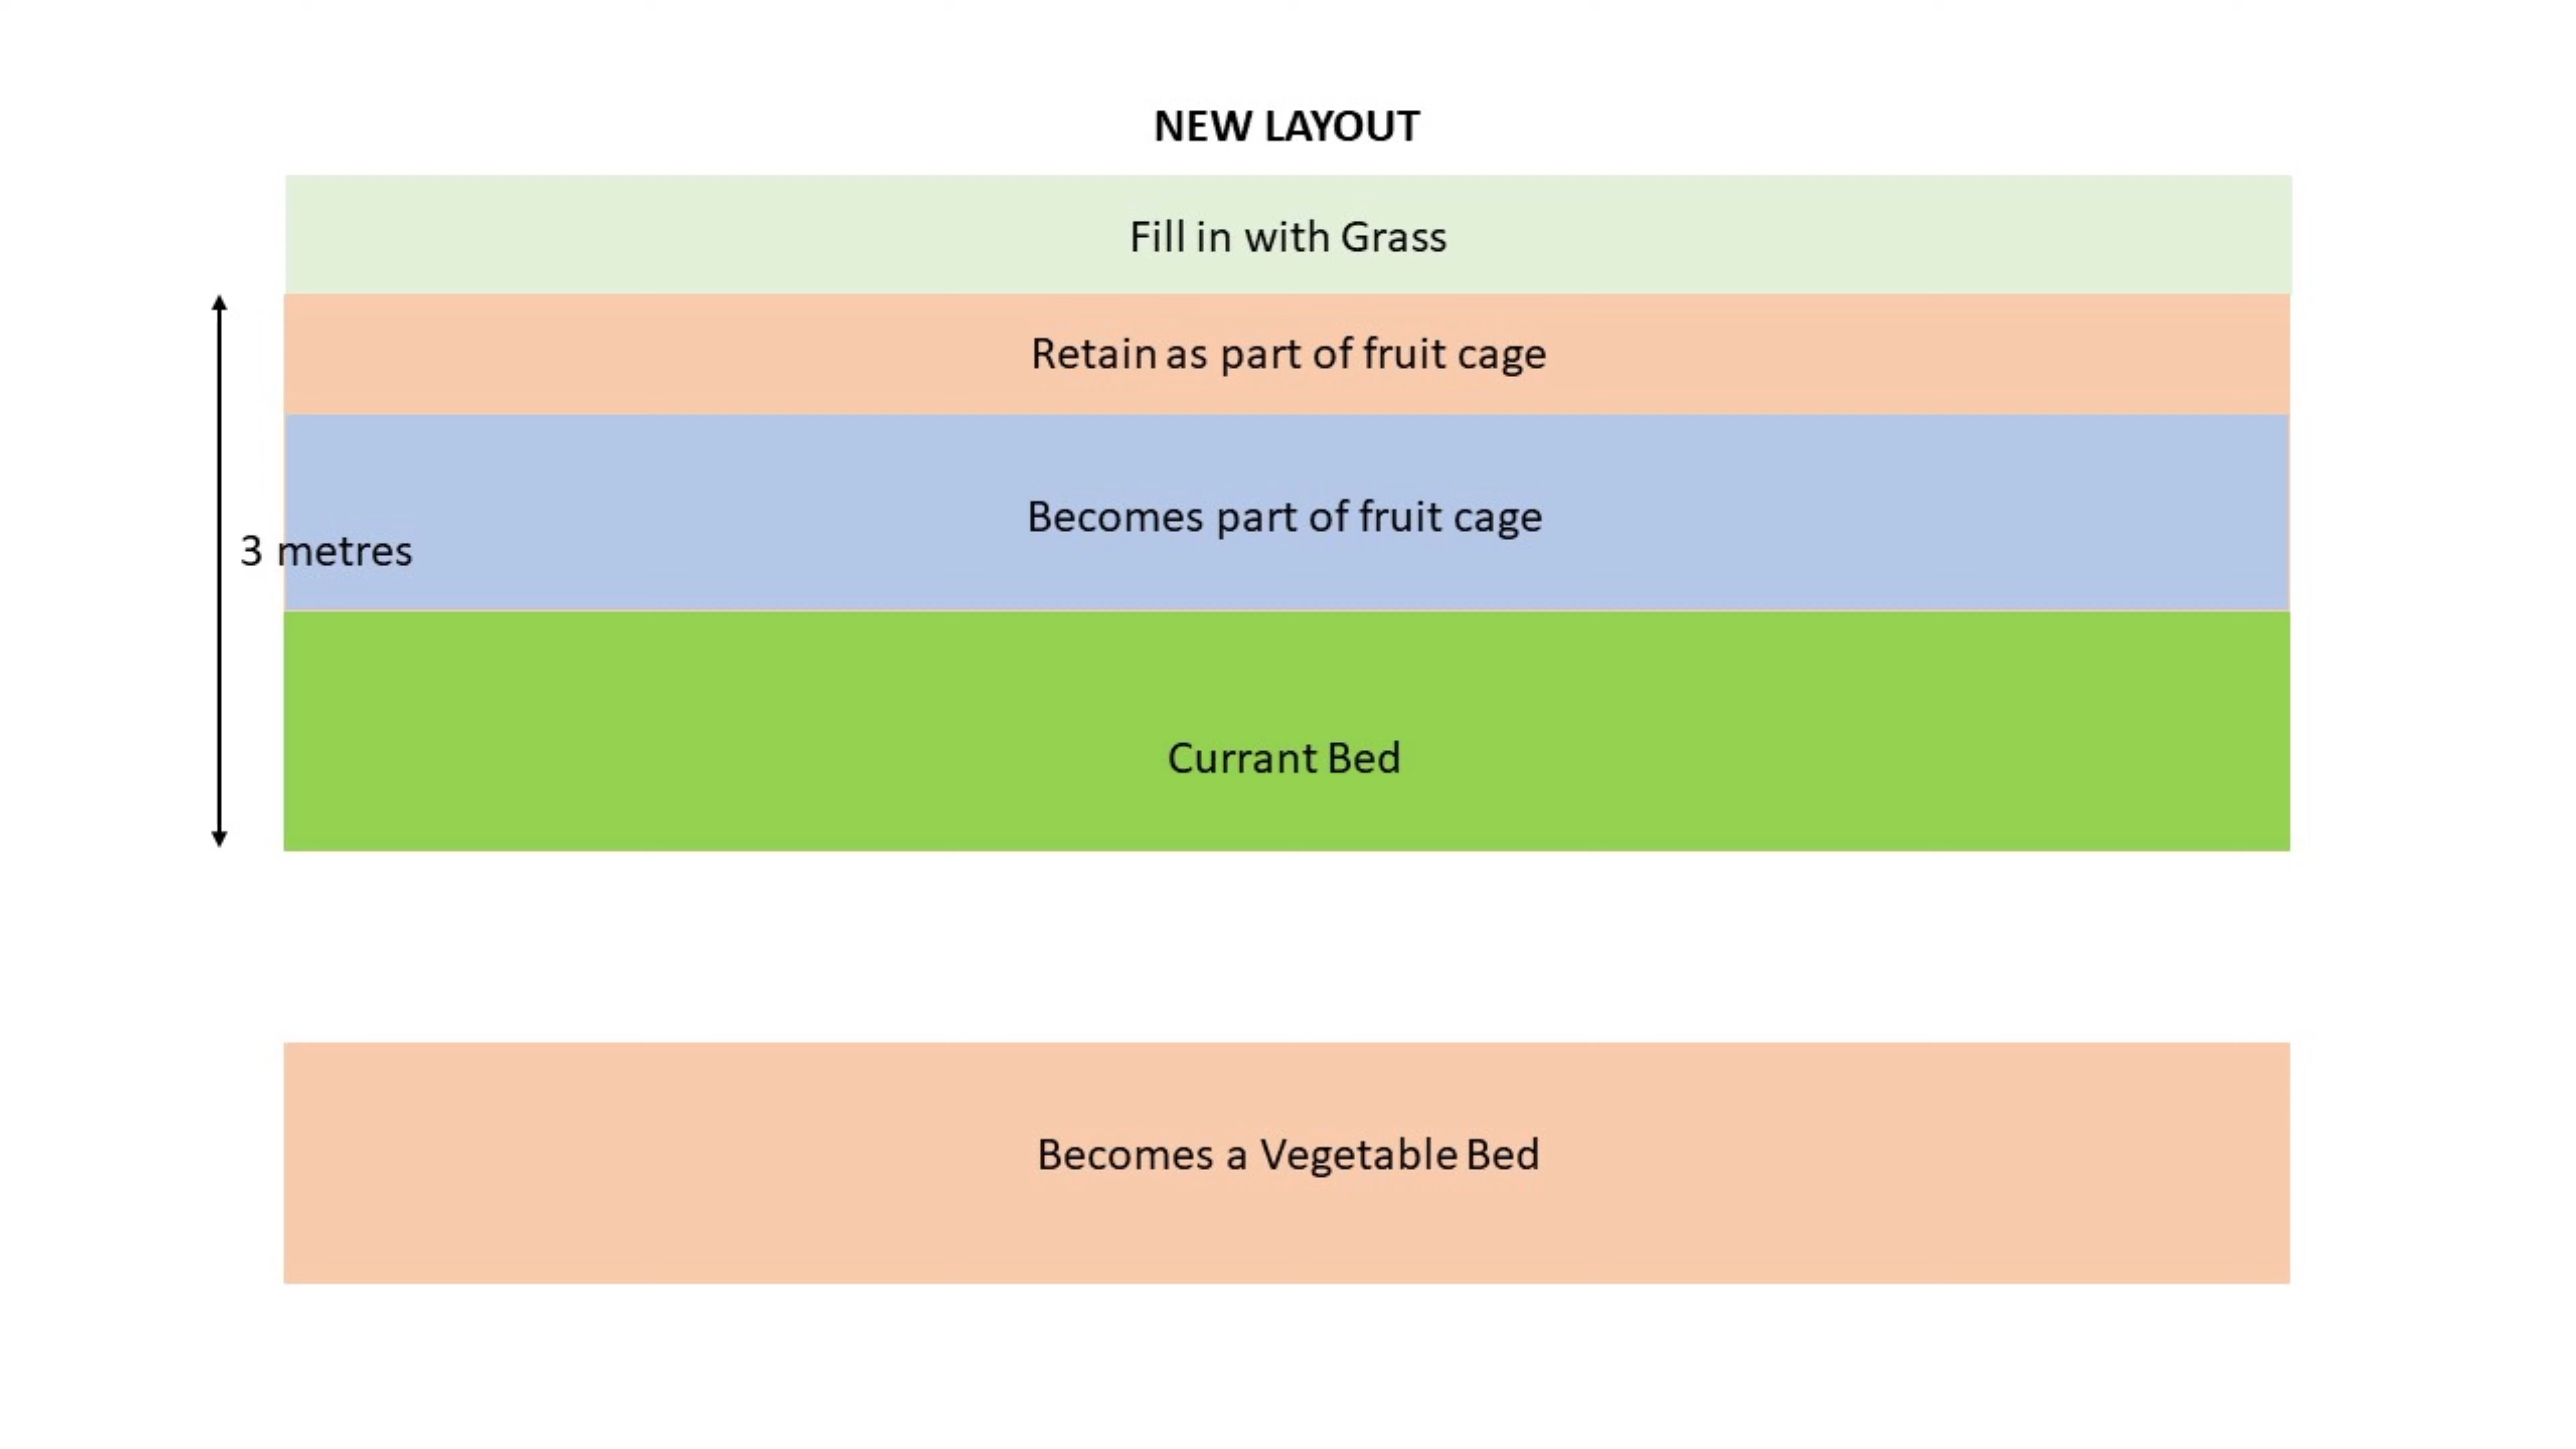 NEW LAYOUT
Fill in with Grass
Retain as part of fruit cage
Becomes part of fruit cage
3 metres
Currant Bed
Becomes a Vegetable Bed